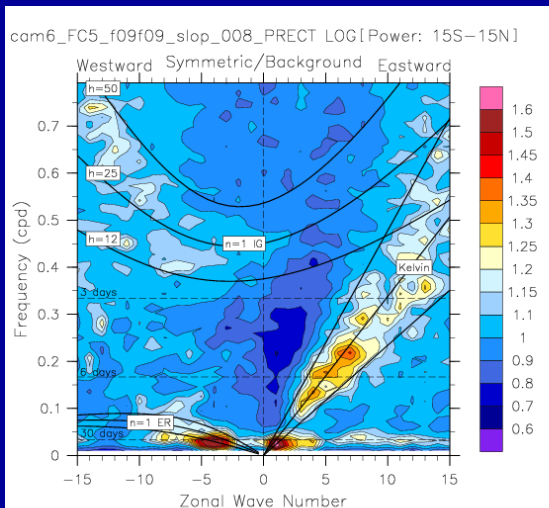 cam6_FC5_f09f09_slop_008_PRECT LOG[Power: 15S-15N]
Westward Symmetric/Background Eastward
h=50
h=25
h=12
n=1 IG
Kelvin
n=1 ER
3 days
6 days
30 days
Frequency (cpd)
0.7
0.6
0.5
0.4
0.3
0.2
0.1
0
-15 -10 -5 0 5 10 15
Zonal Wave Number
1.6
1.5
1.45
1.4
1.35
1.3
1.25
1.2
1.15
1.1
1
0.9
0.8
0.7
0.6